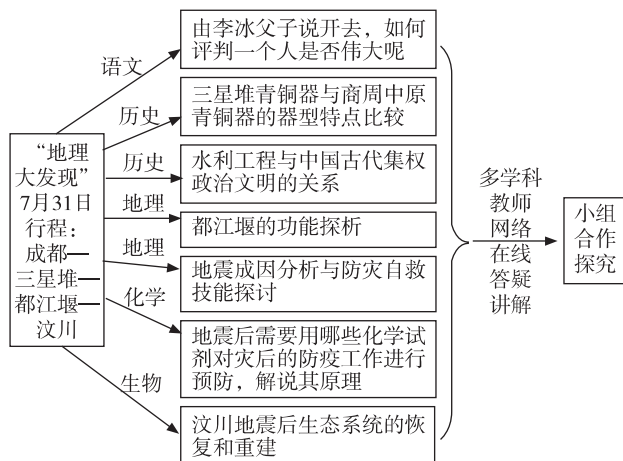 “地理
大发现”
7月31日
行程：
成都—
三星堆—
都江堰—
汶川
语文
由李冰父子说开去，如何
评判一个人是否伟大呢
历史
三星堆青铜器与商周中原
青铜器的器型特点比较
历史
水利工程与中国古代集权
政治文明的关系
地理
都江堰的功能探析
地理
地震成因分析与防灾自救
技能探讨
化学
地震后需要用哪些化学试
剂对灾后的防疫工作进行
预防，解说其原理
生物
汶川地震后生态系统的恢
复和重建
多学科
教师
网络
在线
答疑
讲解
小组
合作
探究